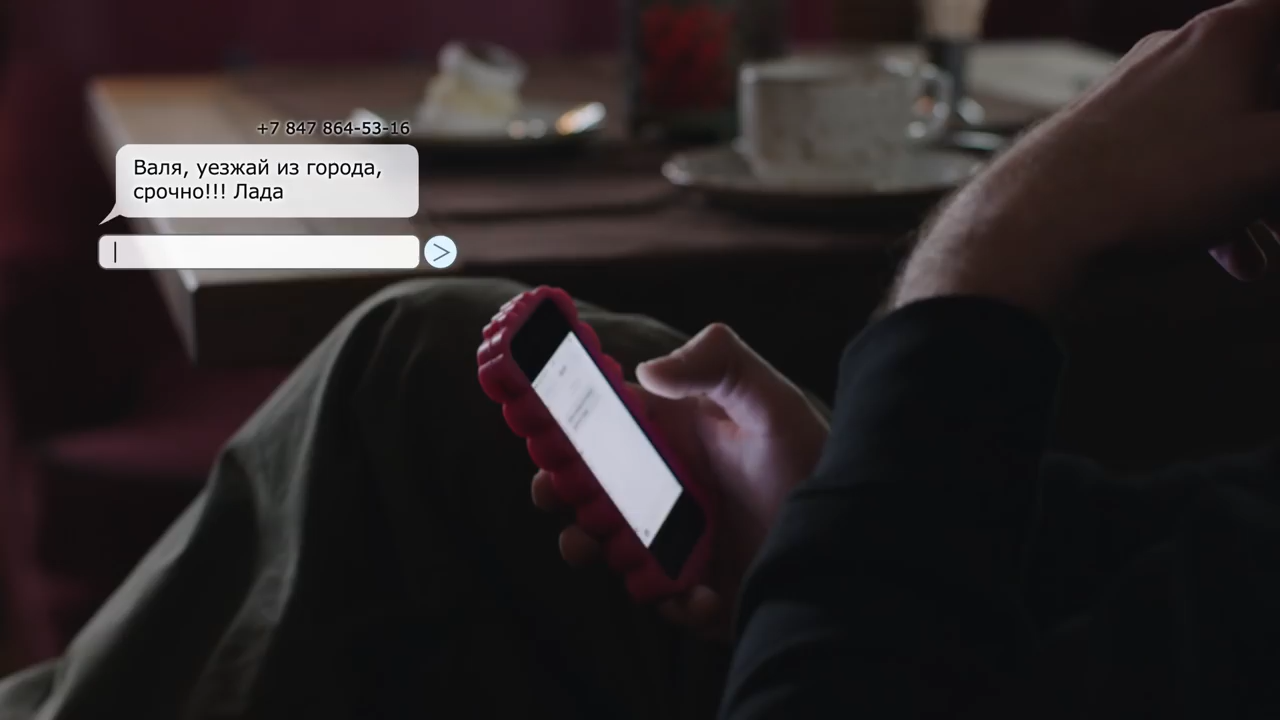 +7 847 864-53-16
Валя, уезжай из города,
срочно!!! Лада
>